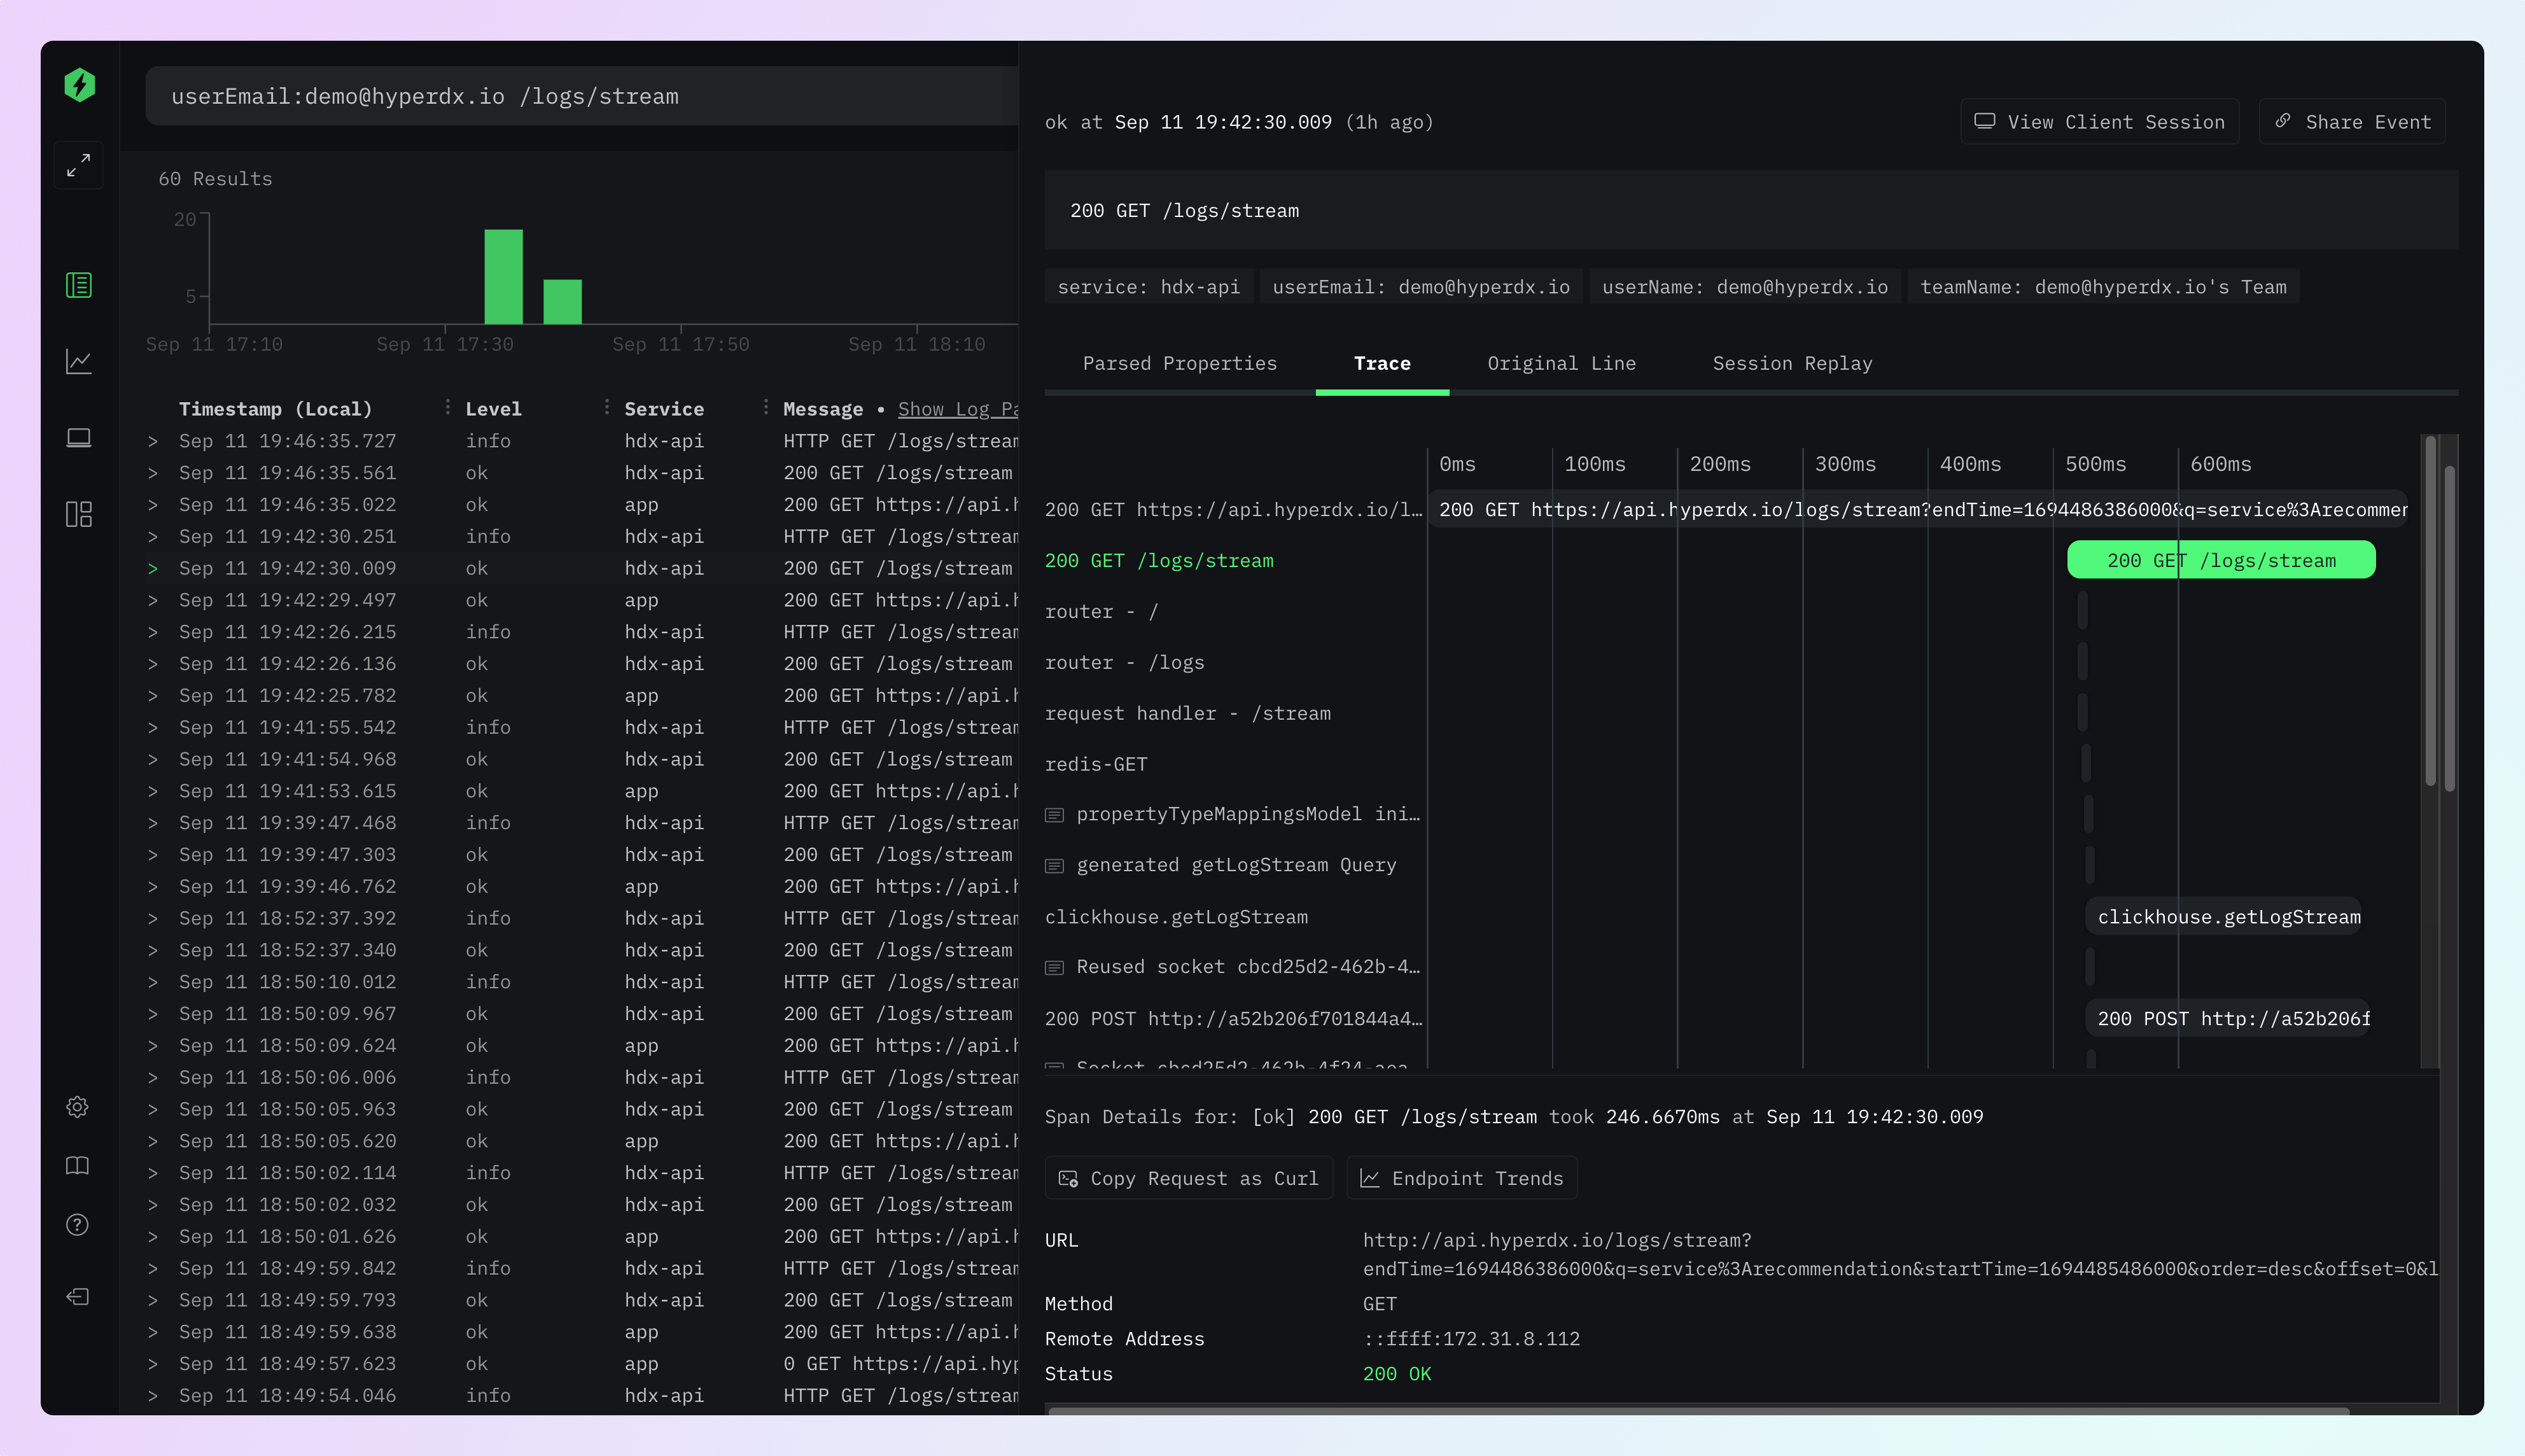 userEmail:demo@hyperdx.io /logs/stream
60 Results
20
5
Sep 11 17:10 Sep 11 17:30 Sep 11 17:50 Sep 11 18:10
Timestamp (Local) Level Service Message • Show Log Pa
> Sep 11 19:46:35.727 info hdx-api HTTP GET /logs/stream
> Sep 11 19:46:35.561 ok hdx-api 200 GET /logs/stream
> Sep 11 19:46:35.022 ok app 200 GET https://api.h
> Sep 11 19:42:30.251 info hdx-api HTTP GET /logs/stream
> Sep 11 19:42:30.009 ok hdx-api 200 GET /logs/stream
> Sep 11 19:42:29.497 ok app 200 GET https://api.h
> Sep 11 19:42:26.215 info hdx-api HTTP GET /logs/stream
> Sep 11 19:42:26.136 ok hdx-api 200 GET /logs/stream
> Sep 11 19:42:25.782 ok app 200 GET https://api.h
> Sep 11 19:41:55.542 info hdx-api HTTP GET /logs/stream
> Sep 11 19:41:54.968 ok hdx-api 200 GET /logs/stream
> Sep 11 19:41:53.615 ok app 200 GET https://api.h
> Sep 11 19:39:47.468 info hdx-api HTTP GET /logs/stream
> Sep 11 19:39:47.303 ok hdx-api 200 GET /logs/stream
> Sep 11 19:39:46.762 ok app 200 GET https://api.h
> Sep 11 18:52:37.392 info hdx-api HTTP GET /logs/stream
> Sep 11 18:52:37.340 ok hdx-api 200 GET /logs/stream
> Sep 11 18:50:10.012 info hdx-api HTTP GET /logs/stream
> Sep 11 18:50:09.967 ok hdx-api 200 GET /logs/stream
> Sep 11 18:50:09.624 ok app 200 GET https://api.h
> Sep 11 18:50:06.006 info hdx-api HTTP GET /logs/stream
> Sep 11 18:50:05.963 ok hdx-api 200 GET /logs/stream
> Sep 11 18:50:05.620 ok app 200 GET https://api.h
> Sep 11 18:50:02.114 info hdx-api HTTP GET /logs/stream
> Sep 11 18:50:02.032 ok hdx-api 200 GET /logs/stream
> Sep 11 18:50:01.626 ok app 200 GET https://api.h
> Sep 11 18:49:59.842 info hdx-api HTTP GET /logs/stream
> Sep 11 18:49:59.793 ok hdx-api 200 GET /logs/stream
> Sep 11 18:49:59.638 ok app 200 GET https://api.h
> Sep 11 18:49:57.623 ok app 0 GET https://api.hyp
> Sep 11 18:49:54.046 info hdx-api HTTP GET /logs/stream
ok at Sep 11 19:42:30.009 (1h ago)
View Client Session Share Event
200 GET /logs/stream
service: hdx-api userEmail: demo@hyperdx.io userName: demo@hyperdx.io teamName: demo@hyperdx.io's Team
Parsed Properties Trace Original Line Session Replay
0ms 100ms 200ms 300ms 400ms 500ms 600ms
200 GET https://api.hyperdx.io/l… 200 GET https://api.hyperdx.io/logs/stream?endTime=1694486386000&q=service%3Arecommen
200 GET /logs/stream 200 GET /logs/stream
router - /
router - /logs
request handler - /stream
redis-GET
propertyTypeMappingsModel ini…
generated getLogStream Query
clickhouse.getLogStream clickhouse.getLogStream
Reused socket cbcd25d2-462b-4…
200 POST http://a52b206f701844a4… 200 POST http://a52b206f
Socket cbcd25d2-462b-4f24-aea
Span Details for: [ok] 200 GET /logs/stream took 246.6670ms at Sep 11 19:42:30.009
Copy Request as Curl Endpoint Trends
URL http://api.hyperdx.io/logs/stream?
endTime=1694486386000&q=service%3Arecommendation&startTime=1694485486000&order=desc&offset=0&l
Method GET
Remote Address ::ffff:172.31.8.112
Status 200 OK